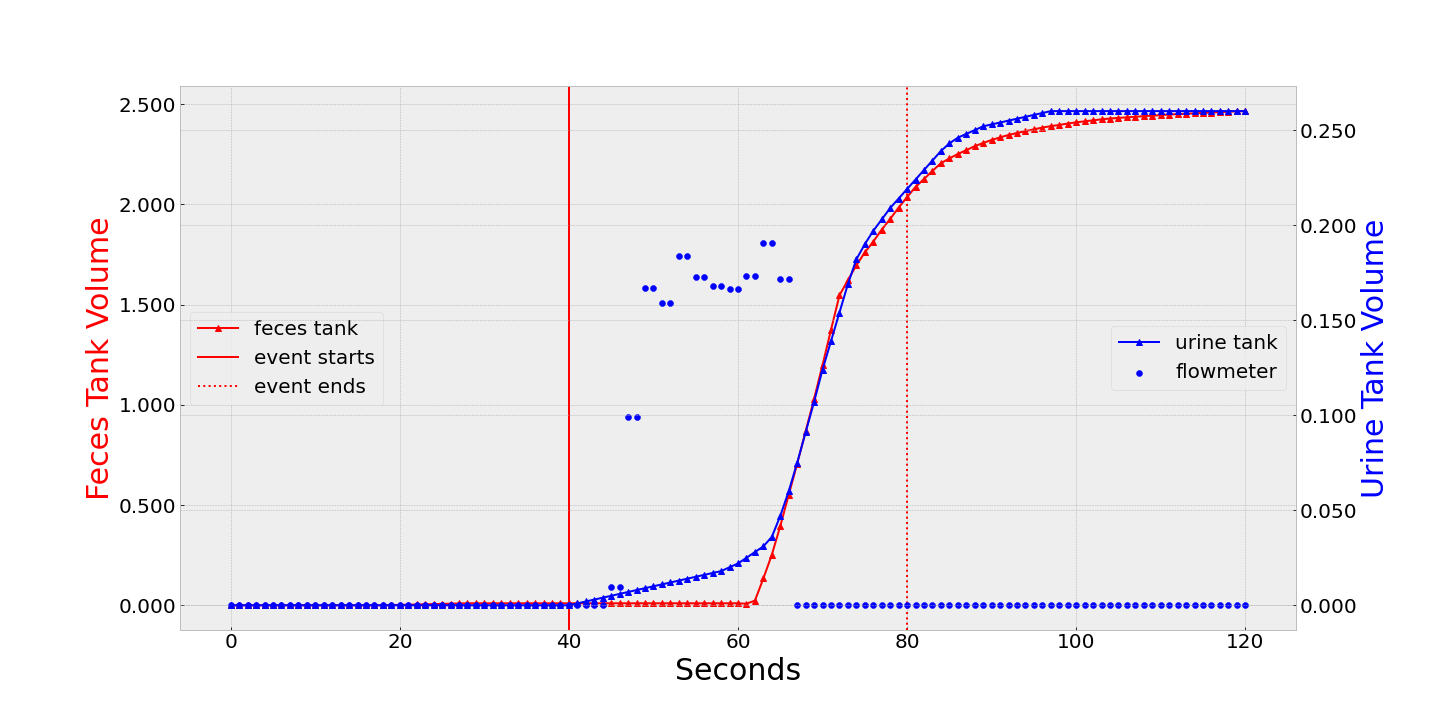 2.500
2.000
1.500
1.000
0.500
0.000
Feces Tank Volume
feces tank
event starts
event ends
urine tank
flowmeter
0.250
0.200
0.150
0.100
0.050
0.000
Urine Tank Volume
0 20 40 60 80 100 120
Seconds